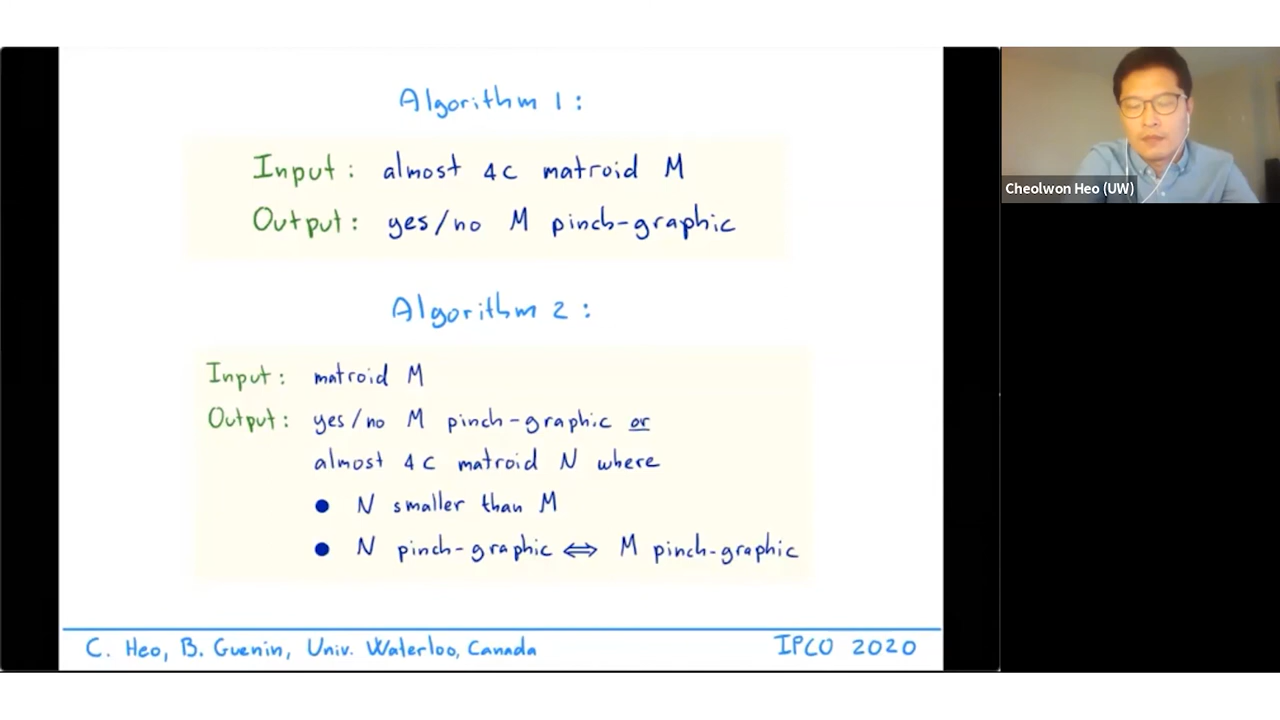 Algorithm 1 :
Input : almost 4c matroid M
Output : yes/no M pinch-graphic
Algorithm 2 :
Input : matroid M
Output : yes/no M pinch-graphic or
almost 4c matroid N where
● N smaller than M
● N pinch-graphic ⇔ M pinch-graphic
C. Heo, B. Guenin, Univ. Waterloo, Canada
IPCO 2020
Cheolwon Heo (UW)